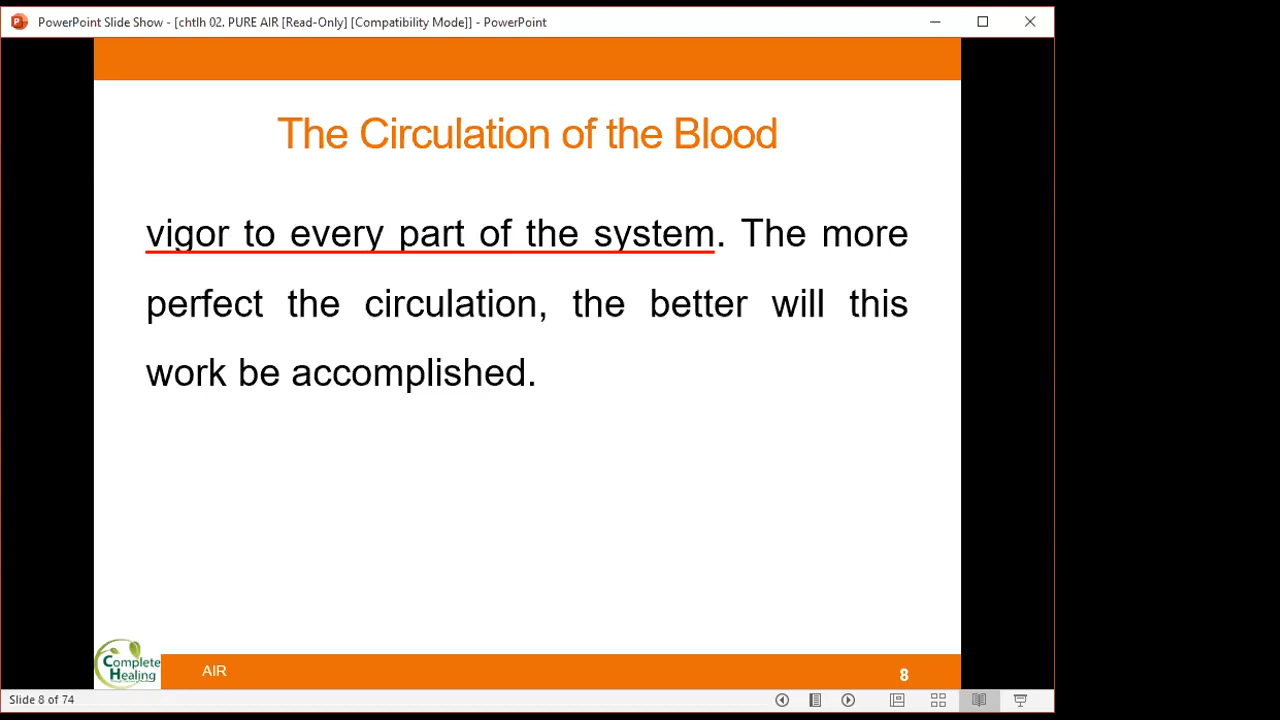 PowerPoint Slide Show - [chtlh 02. PURE AIR [Read-Only] [Compatibility Mode]] - PowerPoint
The Circulation of the Blood
vigor to every part of the system. The more
perfect the circulation, the better will this
work be accomplished.
Complete
Healing
AIR
8
Slide 8 of 74